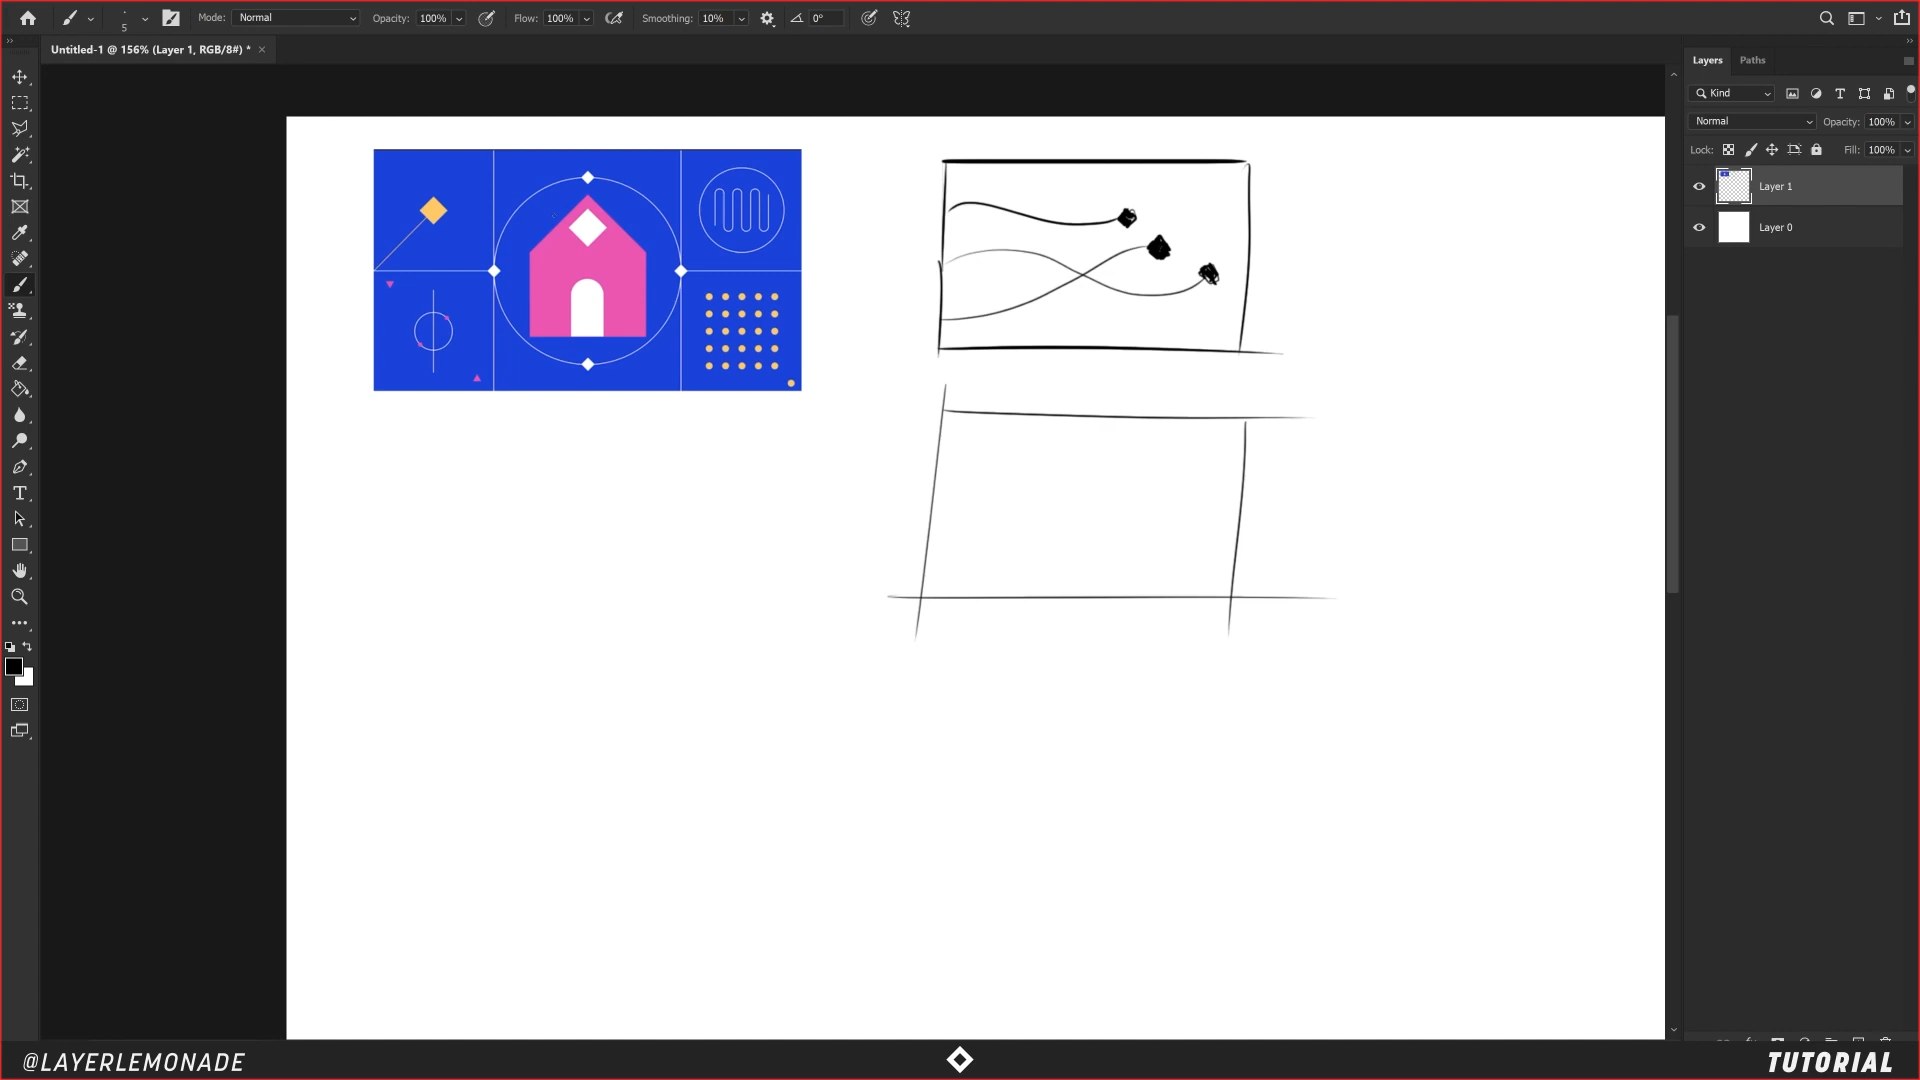 5
Mode: Normal
Opacity: 100%
Flow: 100%
Smoothing: 10%
0°
Untitled-1 @ 156% (Layer 1, RGB/8#) *
Layers
Paths
Kind
Normal
Opacity: 100%
Lock:
Fill: 100%
Layer 1
Layer 0
@LAYERLEMONADE
TUTORIAL